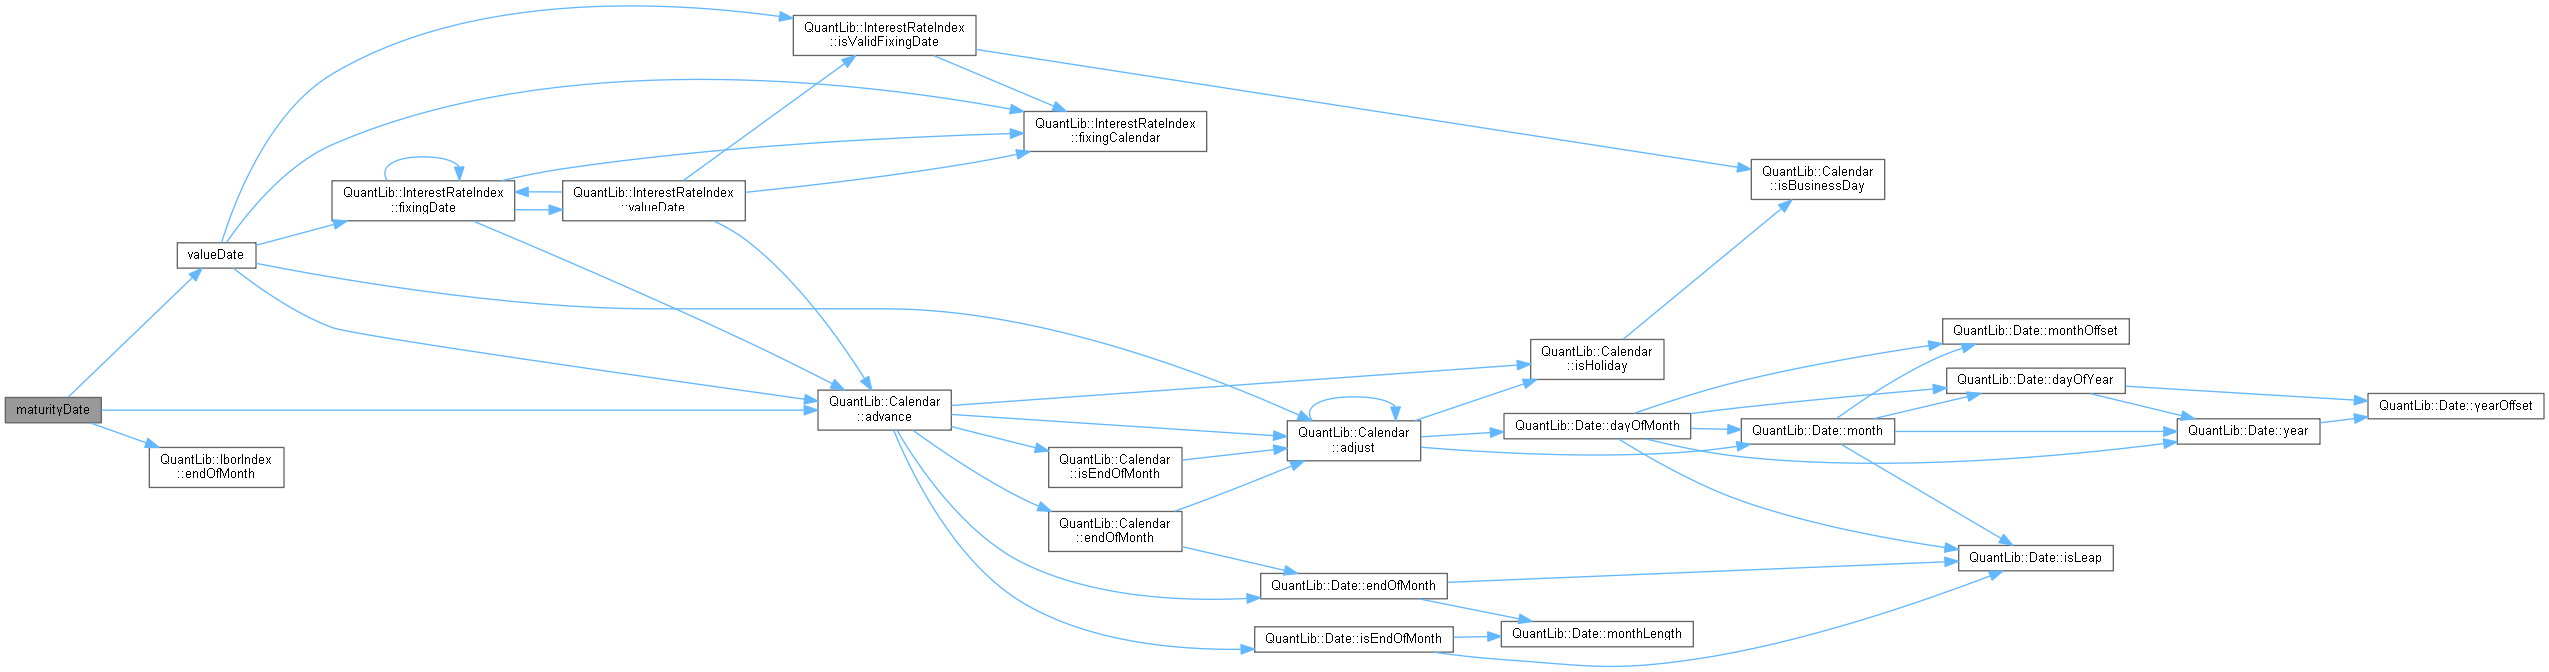 maturityDate
valueDate
QuantLib::IborIndex
::endOfMonth
QuantLib::InterestRateIndex
::fixingDate
QuantLib::InterestRateIndex
::valueDate
QuantLib::InterestRateIndex
::isValidFixingDate
QuantLib::InterestRateIndex
::fixingCalendar
QuantLib::Calendar
::advance
QuantLib::Calendar
::isEndOfMonth
QuantLib::Calendar
::endOfMonth
QuantLib::Date::endOfMonth
QuantLib::Date::isEndOfMonth
QuantLib::Calendar
::adjust
QuantLib::Calendar
::isHoliday
QuantLib::Calendar
::isBusinessDay
QuantLib::Date::dayOfMonth
QuantLib::Date::monthLength
QuantLib::Date::month
QuantLib::Date::monthOffset
QuantLib::Date::dayOfYear
QuantLib::Date::isLeap
QuantLib::Date::year
QuantLib::Date::yearOffset